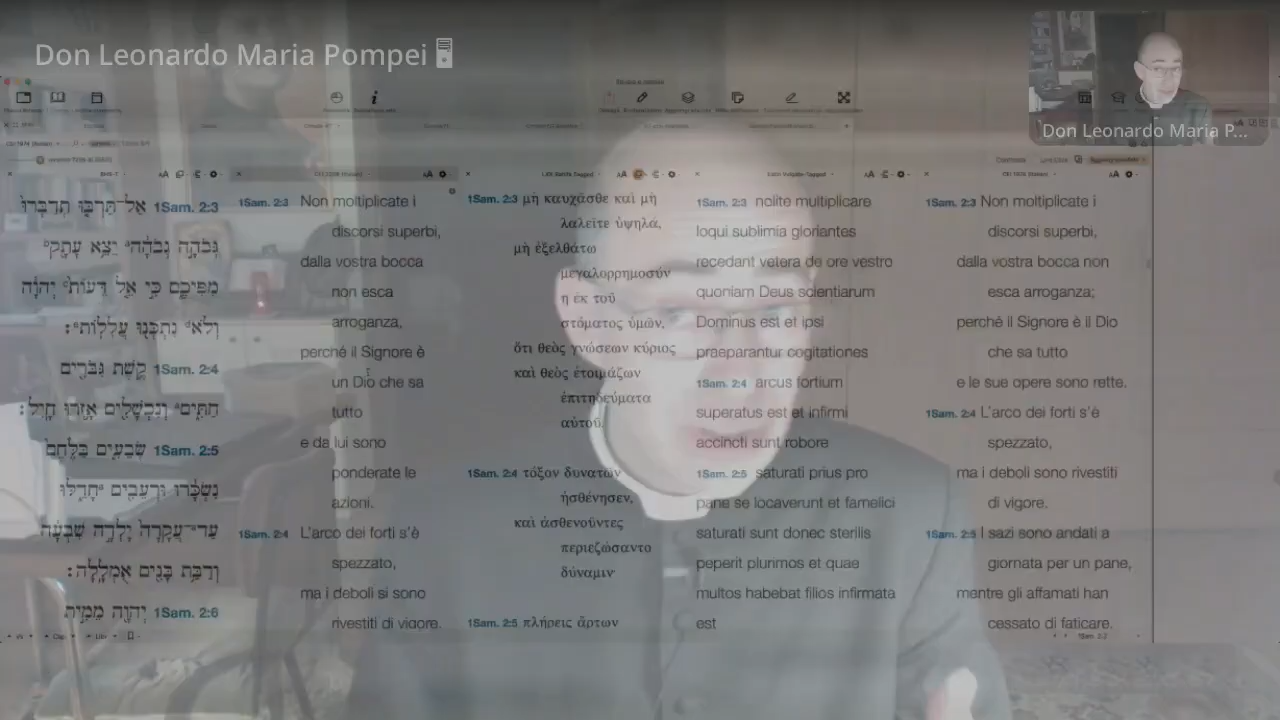 Don Leonardo Maria Pompei
Don Leonardo Maria P...
1Sam. 2:3 אַל־תַּרְבּוּ תְדַבְּרוּ
גְּבֹהָה גְבֹהָה יֵצֵא עָתָק
מִפִּיכֶם כִּי אֵל דֵּעוֹת יְהוָה
וְלֹא נִתְכְּנוּ עֲלִלוֹת׃
1Sam. 2:4 קֶשֶׁת גִּבֹּרִים
חַתִּים וְנִכְשָׁלִים אָזְרוּ חָיִל׃
1Sam. 2:5 שְׂבֵעִים בַּלֶּחֶם
נִשְׂכָּרוּ וּרְעֵבִים חָדֵלּוּ
עַד־עֲקָרָה יָלְדָה שִׁבְעָה
וְרַבַּת בָּנִים אֻמְלָלָה׃
1Sam. 2:6 יְהוָה מֵמִית
1Sam. 2:3 Non moltiplicate i
discorsi superbi,
dalla vostra bocca
non esca
arroganza,
perché il Signore è
un Dio che sa
tutto
e da lui sono
ponderate le
azioni.
1Sam. 2:4 L'arco dei forti s'è
spezzato,
ma i deboli si sono
rivestiti di vigore.
1Sam. 2:3 μὴ καυχᾶσθε καὶ μὴ
λαλεῖτε ὑψηλά,
μὴ ἐξελθάτω
μεγαλορρημοσύν
η ἐκ τοῦ
στόματος ὑμῶν,
ὅτι θεὸς γνώσεων κύριος
καὶ θεὸς ἑτοιμάζων
ἐπιτηδεύματα
αὐτοῦ.
1Sam. 2:4 τόξον δυνατῶν
ἠσθένησεν,
καὶ ἀσθενοῦντες
περιεζώσαντο
δύναμιν·
1Sam. 2:5 πλήρεις ἄρτων
1Sam. 2:3 nolite multiplicare
loqui sublimia gloriantes
recedant vetera de ore vestro
quoniam Deus scientiarum
Dominus est et ipsi
praeparantur cogitationes
1Sam. 2:4 arcus fortium
superatus est et infirmi
accincti sunt robore
1Sam. 2:5 saturati prius pro
pane se locaverunt et famelici
saturati sunt donec sterilis
peperit plurimos et quae
multos habebat filios infirmata
est
1Sam. 2:3 Non moltiplicate i
discorsi superbi,
dalla vostra bocca non
esca arroganza;
perché il Signore è il Dio
che sa tutto
e le sue opere sono rette.
1Sam. 2:4 L'arco dei forti s'è
spezzato,
ma i deboli sono rivestiti
di vigore.
1Sam. 2:5 I sazi sono andati a
giornata per un pane,
mentre gli affamati han
cessato di faticare.